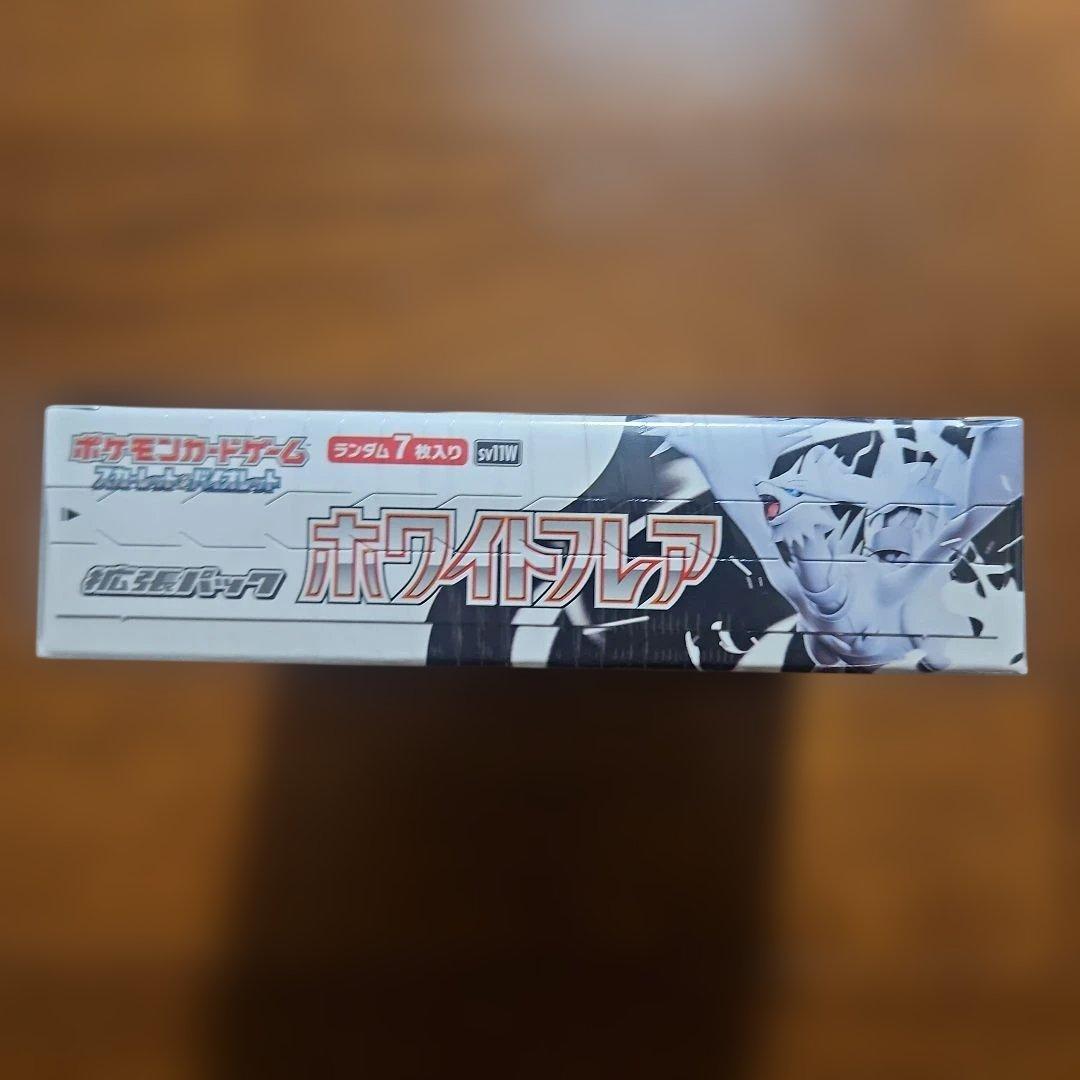 ポケモンカードゲーム ランダム7枚入り sv11W
スカーレット&バイオレット
拡張パック ホワイトフレア